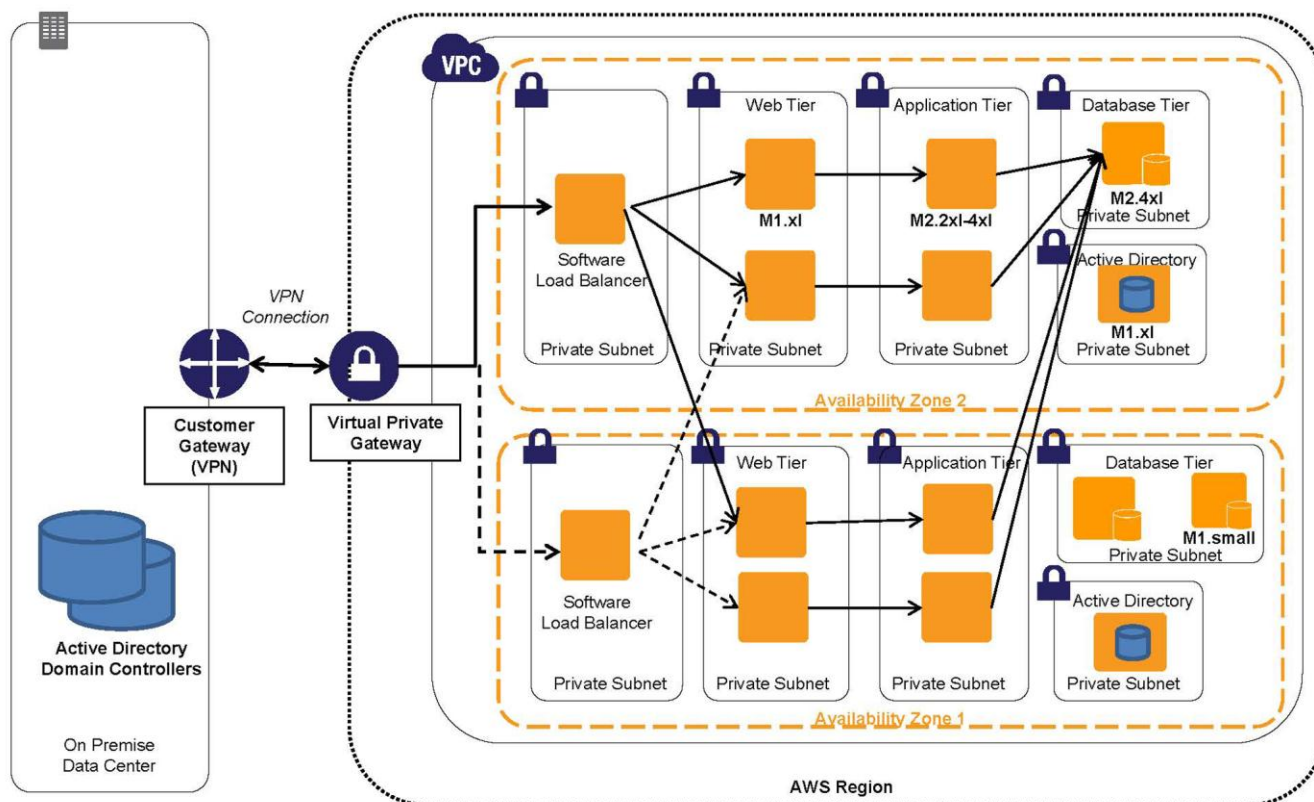 VPC
Web Tier
Application Tier
Database Tier
M1.xl
M2.2xl-4xl
M2.4xl
Private Subnet
Software
Load Balancer
Active Directory
M1.xl
Private Subnet
Private Subnet
Private Subnet
Private Subnet
Availability Zone 2
VPN
Connection
Customer
Gateway
(VPN)
Virtual Private
Gateway
Web Tier
Application Tier
Database Tier
M1.small
Private Subnet
Software
Load Balancer
Active Directory
Private Subnet
Private Subnet
Private Subnet
Private Subnet
Availability Zone 1
Active Directory
Domain Controllers
On Premise
Data Center
AWS Region